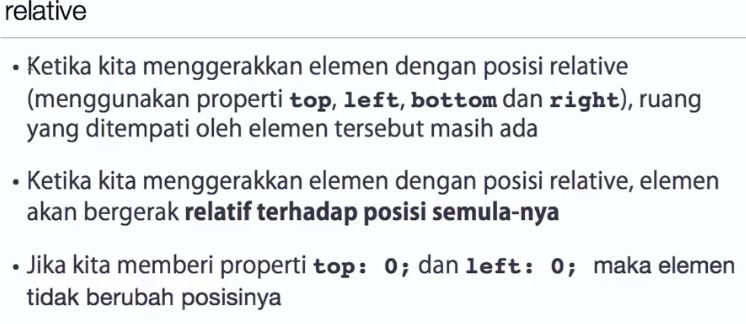 relative
• Ketika kita menggerakkan elemen dengan posisi relative
(menggunakan properti top, left, bottom dan right), ruang
yang ditempati oleh elemen tersebut masih ada
• Ketika kita menggerakkan elemen dengan posisi relative, elemen
akan bergerak relatif terhadap posisi semula-nya
• Jika kita memberi properti top: 0; dan left: 0; maka elemen
tidak berubah posisinya